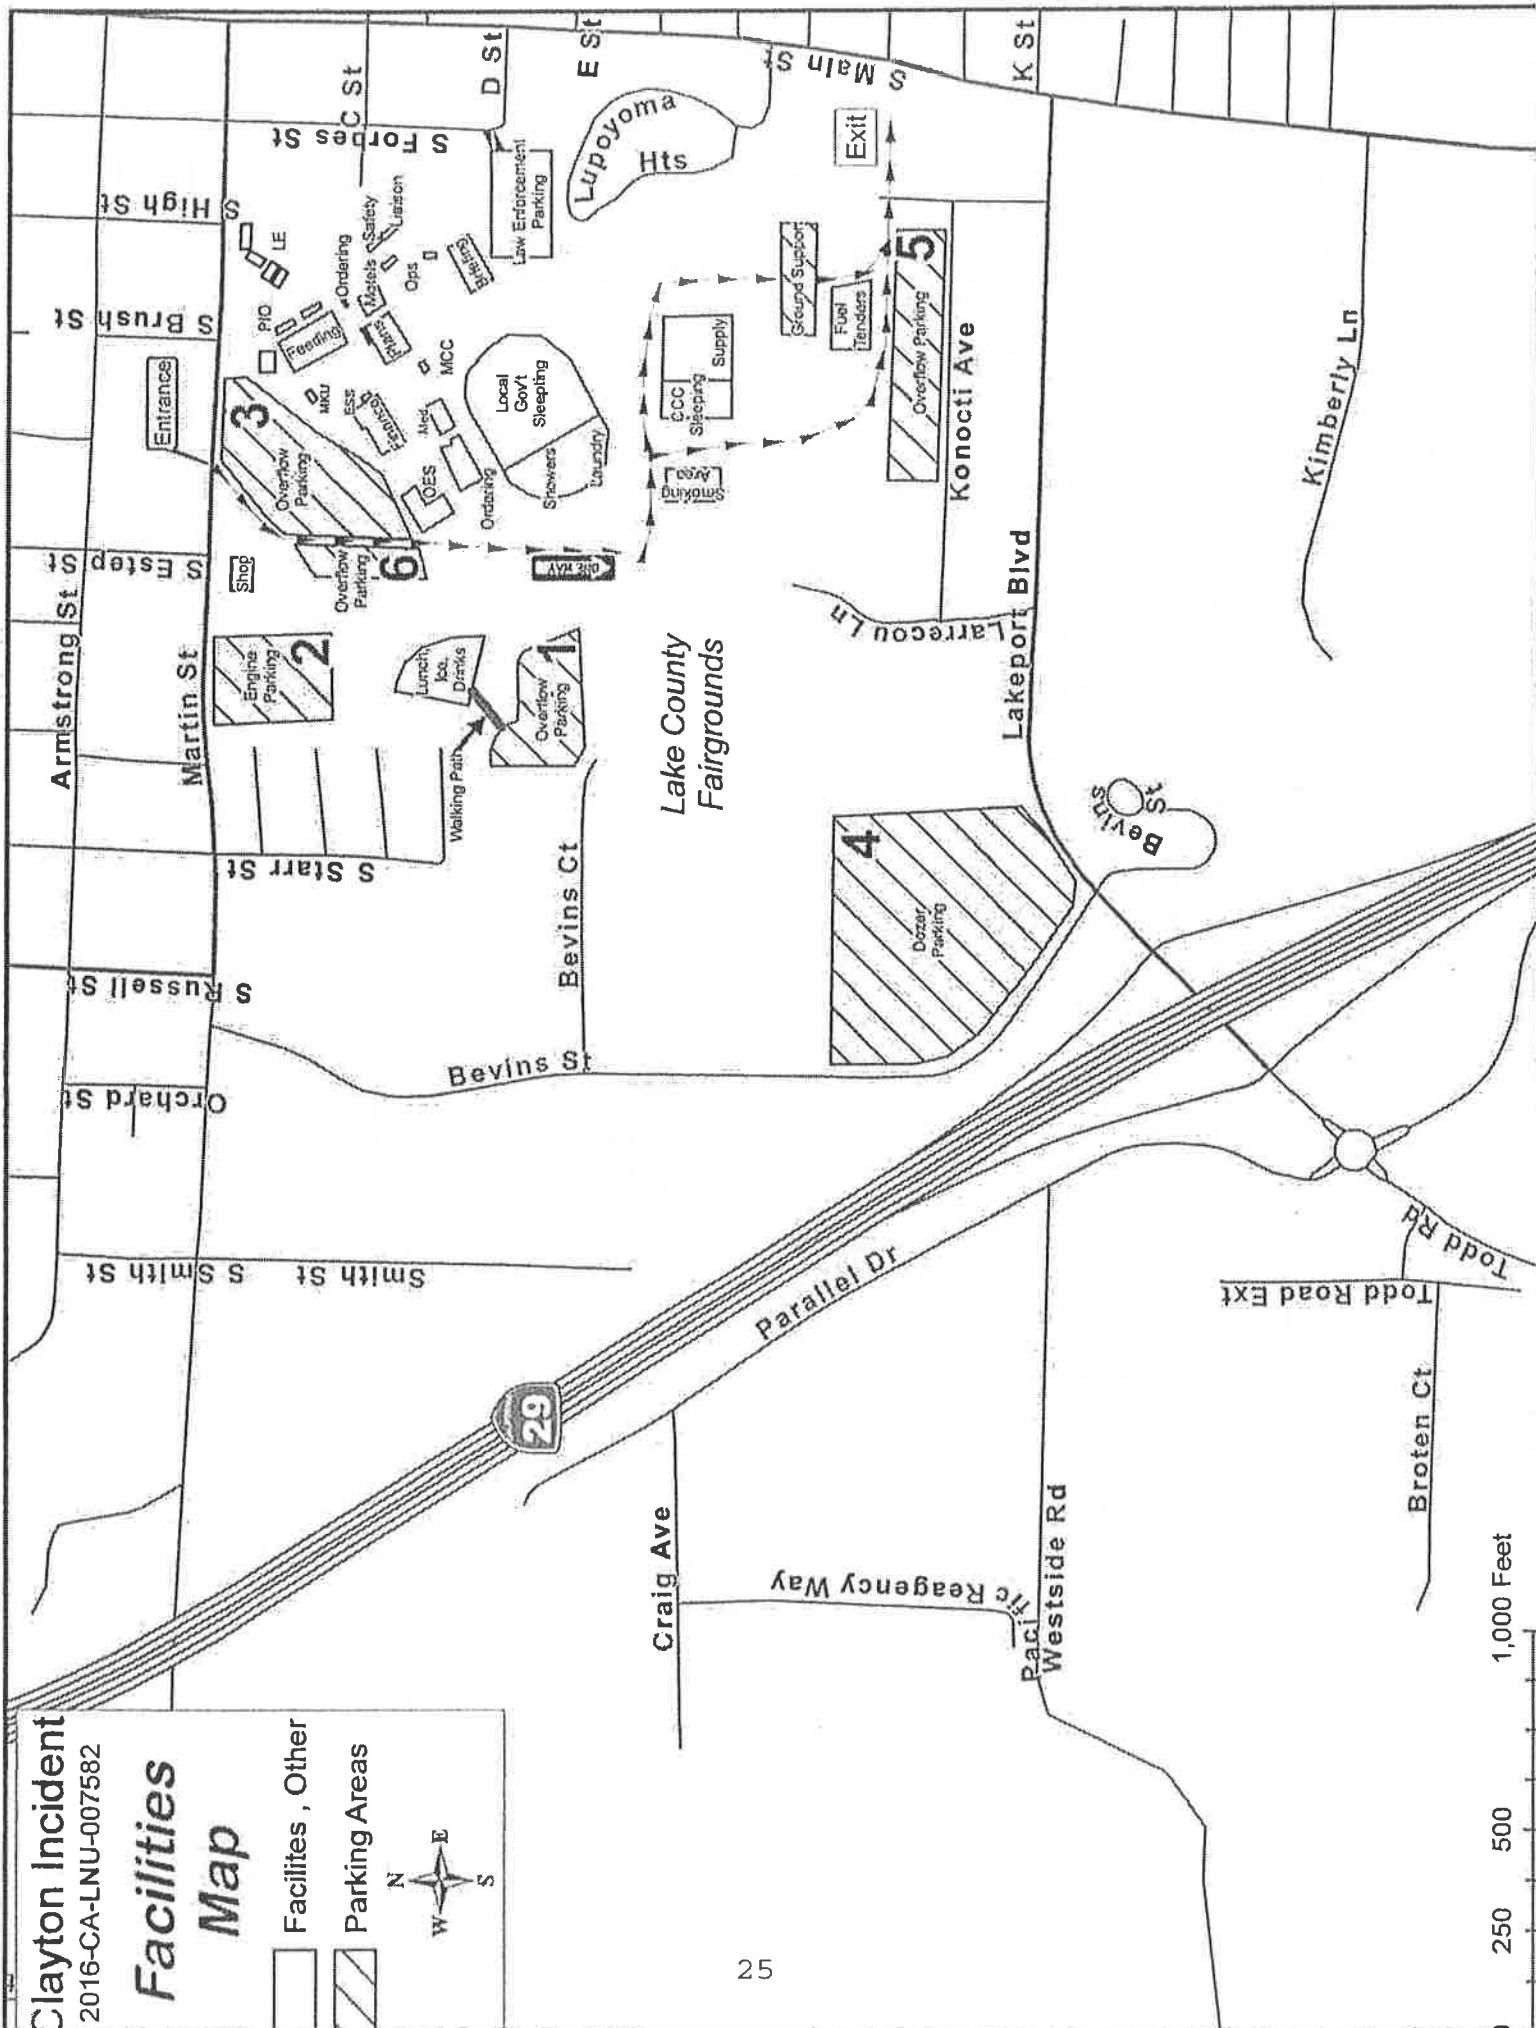 Clayton Incident
2016-CA-LNU-007582
Facilities
Map
Facilites , Other
Parking Areas
N
W
E
S
29
Armstrong St
Martin St
S Smith St
Smith St
Orchard St
S Russell St
S Starr St
S Estep St
S Brush St
S High St
S Forbes St
C St
D St
E St
K St
S Main St
Lupoyoma
Hts
Entrance
Exit
Shop
Engine
Parking
2
Overflow
Parking
3
Overflow
Parking
6
Lunch,
Ice,
Drinks
Walking Path
Overflow
Parking
1
PIO
LE
Feeding
Ordering
Motels
Safety
Liaison
Ops
Plans
Briefing
Law Enforcement
Parking
MKU
ESS
Finance
MCC
Med
OES
Ordering
Local
Gov't
Sleepting
Showers
Laundry
ONE WAY
Smoking
Area
CCC
Sleeping
Supply
Ground Support
Fuel
Tenders
Overflow Parking
5
Konocti Ave
Larrecou Ln
Lakeport Blvd
Kimberly Ln
Lake County
Fairgrounds
Bevins Ct
Bevins St
Bevins
St
Dozer
Parking
4
Parallel Dr
Craig Ave
Pacific Reagency Way
Westside Rd
Todd Rd
Todd Road Ext
Broten Ct
0
250
500
1,000 Feet
25